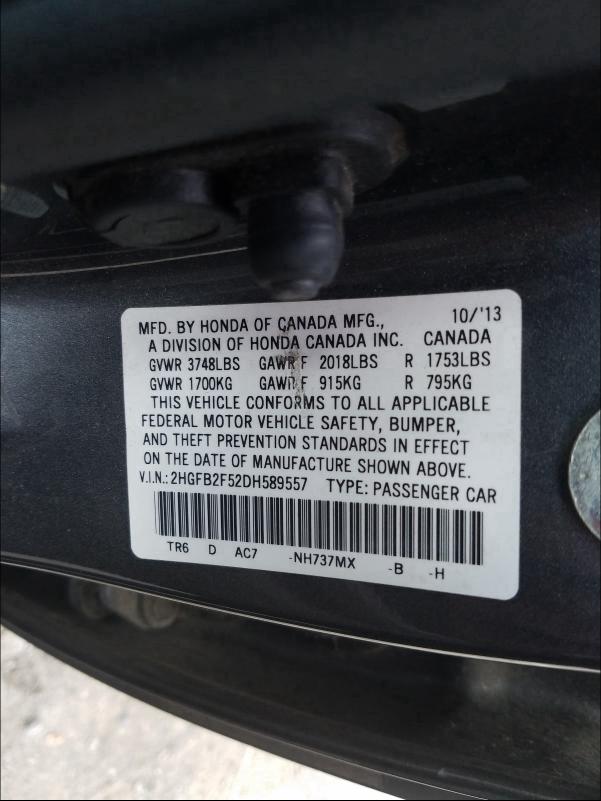 MFD. BY HONDA OF CANADA MFG., 10/'13
A DIVISION OF HONDA CANADA INC. CANADA
GVWR 3748LBS GAWR F 2018LBS R 1753LBS
GVWR 1700KG GAWR F 915KG R 795KG
THIS VEHICLE CONFORMS TO ALL APPLICABLE
FEDERAL MOTOR VEHICLE SAFETY, BUMPER,
AND THEFT PREVENTION STANDARDS IN EFFECT
ON THE DATE OF MANUFACTURE SHOWN ABOVE.
V.I.N.: 2HGFB2F52DH589557 TYPE: PASSENGER CAR
TR6 D AC7 -NH737MX -B -H